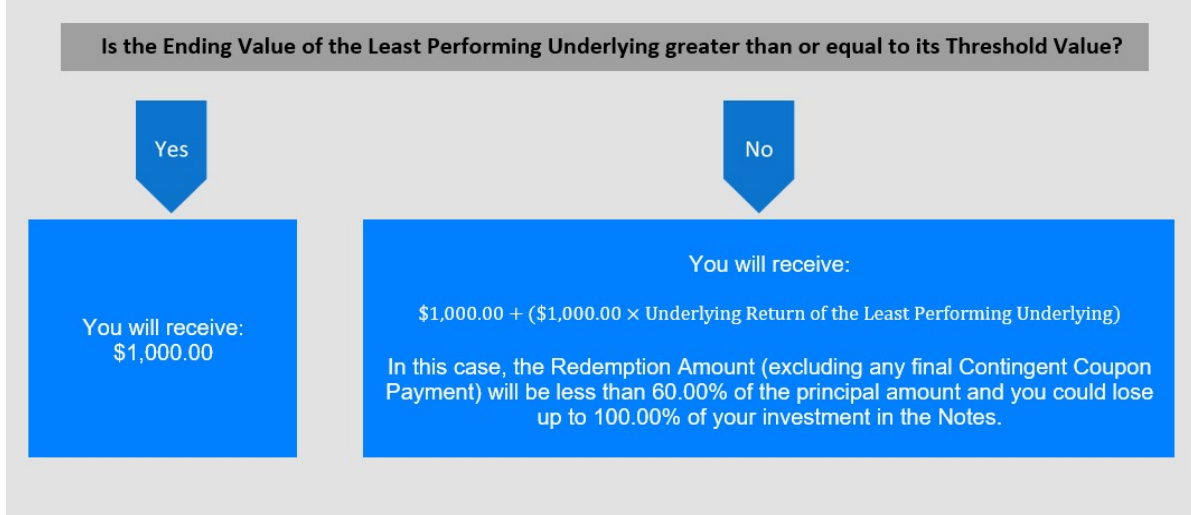 Is the Ending Value of the Least Performing Underlying greater than or equal to its Threshold Value?
Yes
No
You will receive:
$1,000.00
You will receive:
$1,000.00 + ($1,000.00 × Underlying Return of the Least Performing Underlying)
In this case, the Redemption Amount (excluding any final Contingent Coupon
Payment) will be less than 60.00% of the principal amount and you could lose
up to 100.00% of your investment in the Notes.